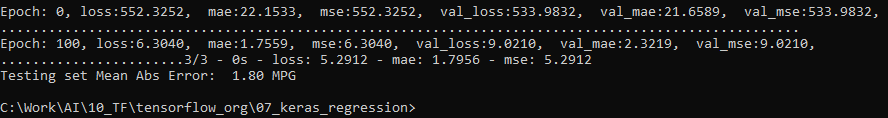 Epoch: 0, loss:552.3252,  mae:22.1533,  mse:552.3252,  val_loss:533.9832,  val_mae:21.6589,  val_mse:533.9832,
....................................................................................................
Epoch: 100, loss:6.3040,  mae:1.7559,  mse:6.3040,  val_loss:9.0210,  val_mae:2.3219,  val_mse:9.0210,
.......................3/3 - 0s - loss: 5.2912 - mae: 1.7956 - mse: 5.2912
Testing set Mean Abs Error:  1.80 MPG
C:\Work\AI\10_TF\tensorflow_org\07_keras_regression>